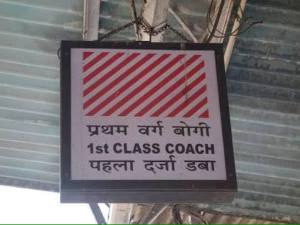 प्रथम वर्ग बोगी
1st CLASS COACH
पहला दर्जा डबा